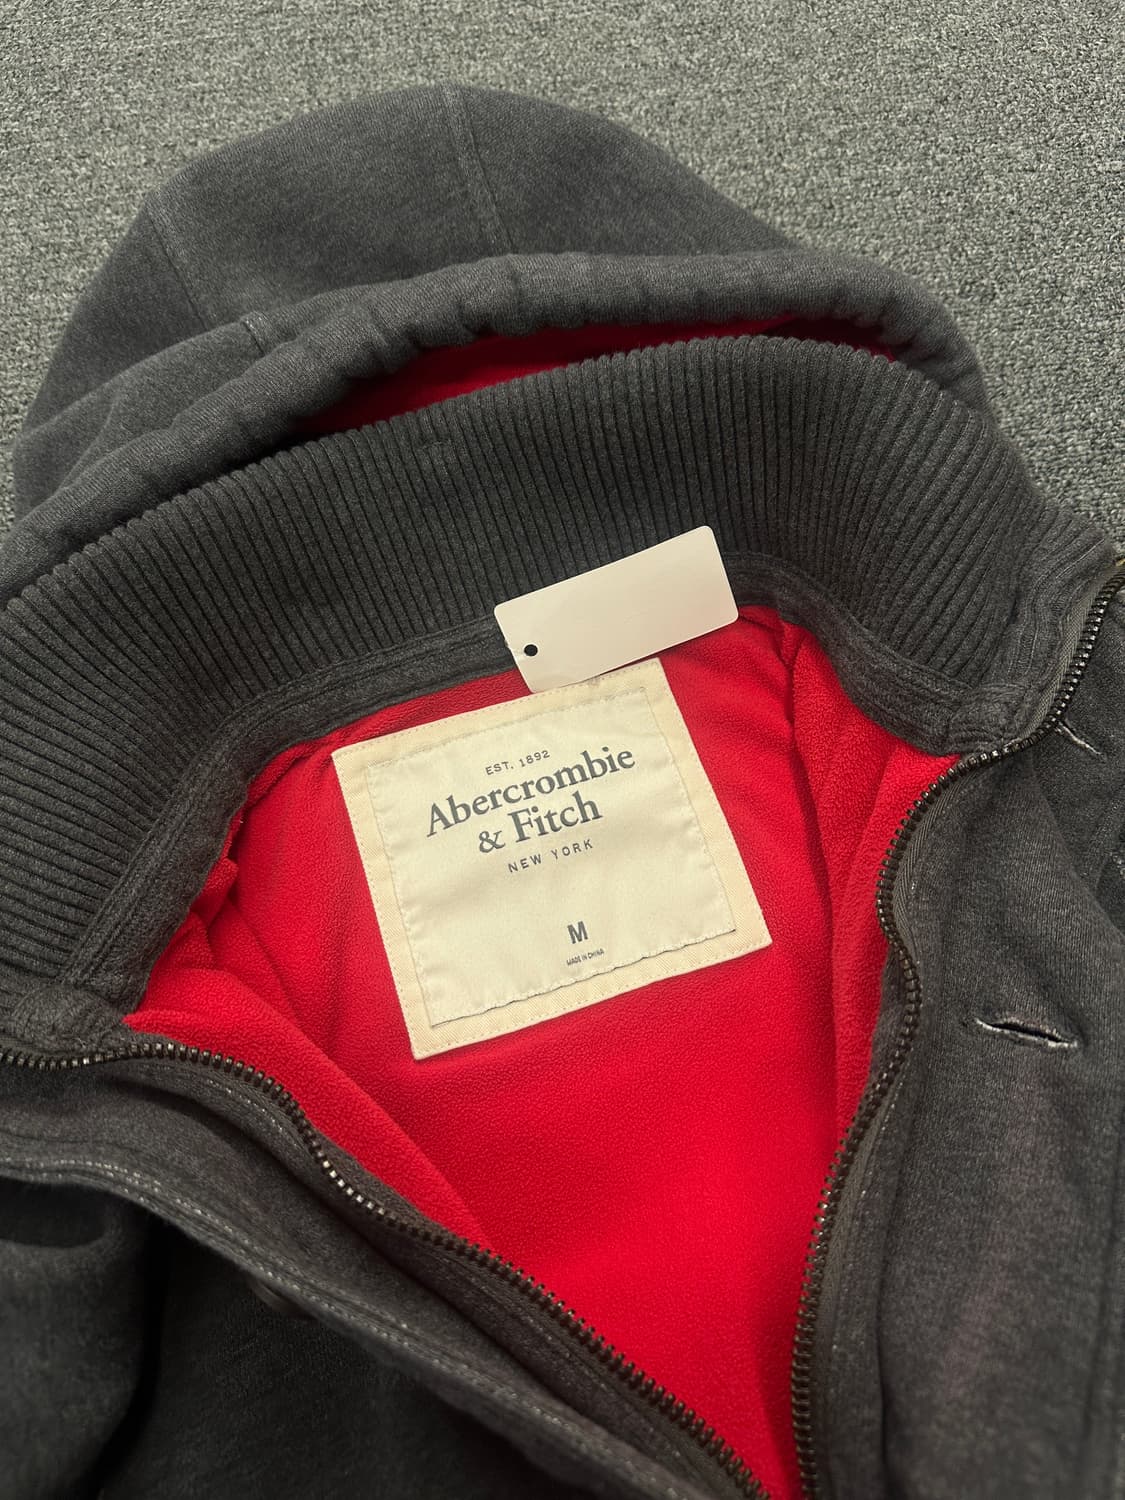 EST. 1892
Abercrombie
& Fitch
NEW YORK
M
MADE IN CHINA